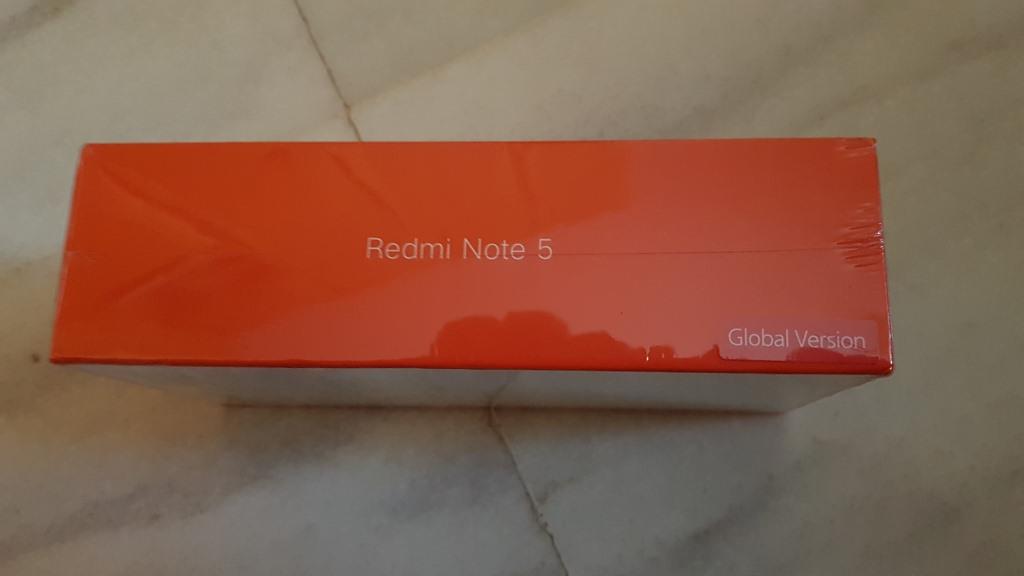 Redmi Note 5
Global Version